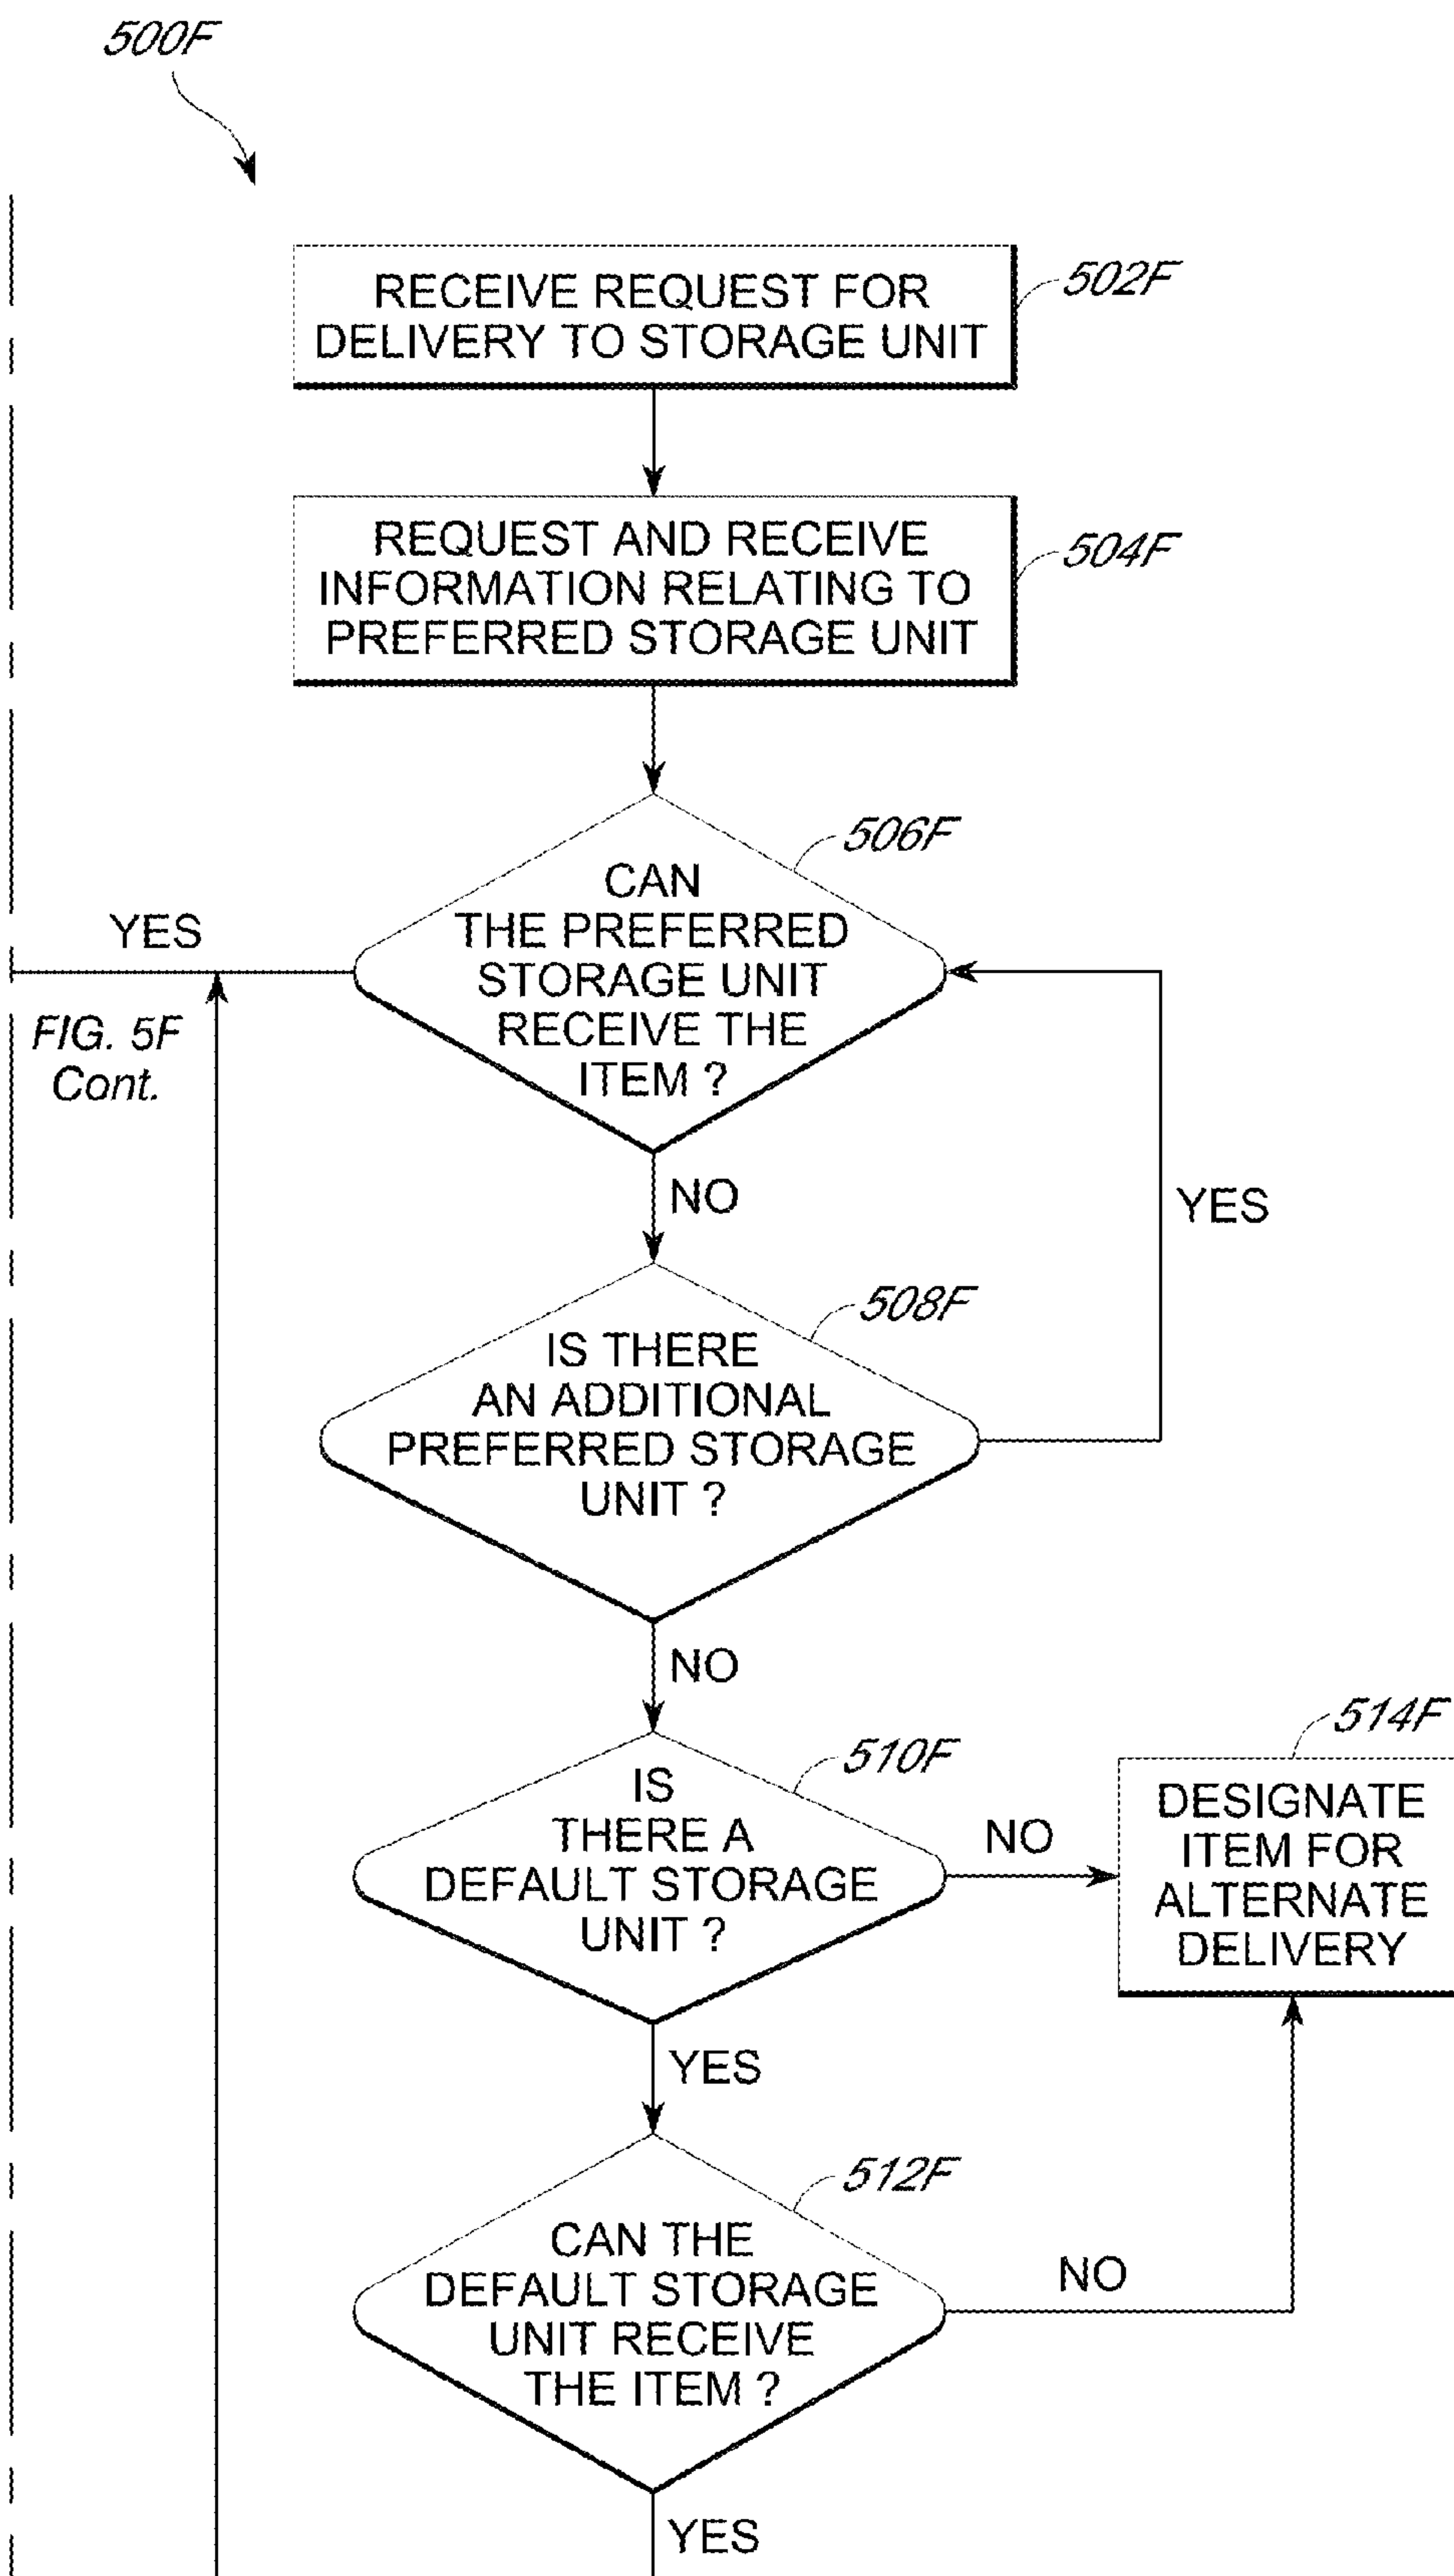 500F
RECEIVE REQUEST FOR
DELIVERY TO STORAGE UNIT
502F
REQUEST AND RECEIVE
INFORMATION RELATING TO
PREFERRED STORAGE UNIT
504F
506F
CAN
THE PREFERRED
STORAGE UNIT
RECEIVE THE
ITEM ?
YES
FIG. 5F
Cont.
NO
YES
508F
IS THERE
AN ADDITIONAL
PREFERRED STORAGE
UNIT ?
NO
510F
IS
THERE A
DEFAULT STORAGE
UNIT ?
NO
514F
DESIGNATE
ITEM FOR
ALTERNATE
DELIVERY
YES
512F
CAN THE
DEFAULT STORAGE
UNIT RECEIVE
THE ITEM ?
NO
YES